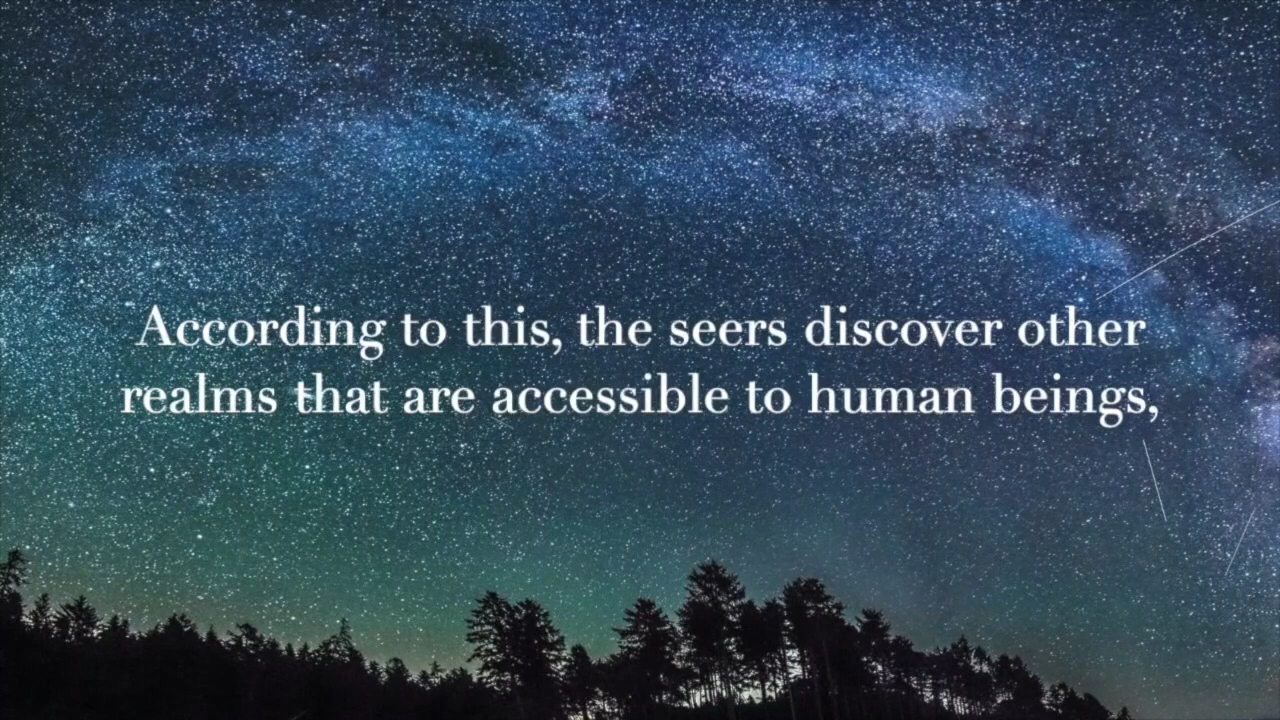 According to this, the seers discover other
realms that are accessible to human beings,